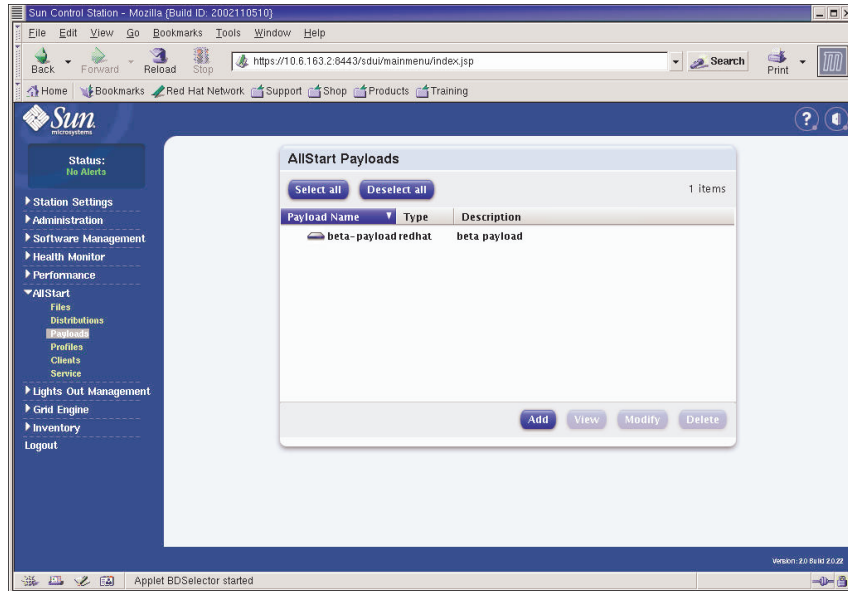 Sun Control Station - Mozilla {Build ID: 2002110510}
File Edit View Go Bookmarks Tools Window Help
Back Forward Reload Stop https://10.6.163.2:8443/sdui/mainmenu/index.jsp Search Print
Home Bookmarks Red Hat Network Support Shop Products Training
Sun
microsystems
?
Status:
No Alerts
Station Settings
Administration
Software Management
Health Monitor
Performance
AllStart
Files
Distributions
Payloads
Profiles
Clients
Service
Lights Out Management
Grid Engine
Inventory
Logout
AllStart Payloads
Select all Deselect all 1 items
Payload Name Type Description
beta-payload redhat beta payload
Add View Modify Delete
Version: 2.0 Build 2.0.22
Applet BDSelector started